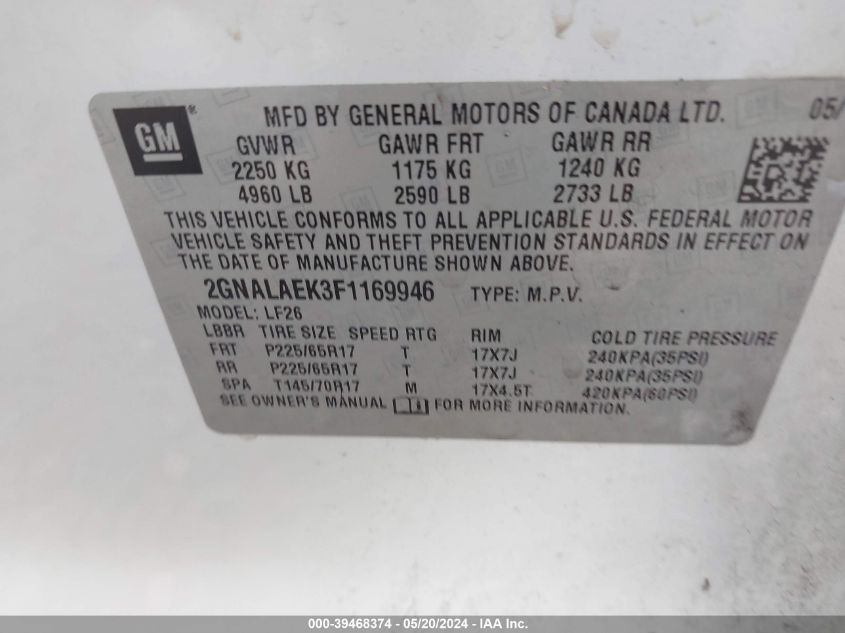 GM ®
MFD BY GENERAL MOTORS OF CANADA LTD. 05/
GVWR GAWR FRT GAWR RR
2250 KG 1175 KG 1240 KG
4960 LB 2590 LB 2733 LB
THIS VEHICLE CONFORMS TO ALL APPLICABLE U.S. FEDERAL MOTOR
VEHICLE SAFETY AND THEFT PREVENTION STANDARDS IN EFFECT ON
THE DATE OF MANUFACTURE SHOWN ABOVE.
2GNALAEK3F1169946 TYPE: M.P.V.
MODEL: LF26
LBBR TIRE SIZE SPEED RTG RIM COLD TIRE PRESSURE
FRT P225/65R17 T 17X7J 240KPA(35PSI)
RR P225/65R17 T 17X7J 240KPA(35PSI)
SPA T145/70R17 M 17X4.5T 420KPA(60PSI)
SEE OWNER'S MANUAL FOR MORE INFORMATION.
000-39468374 - 05/20/2024 - IAA Inc.